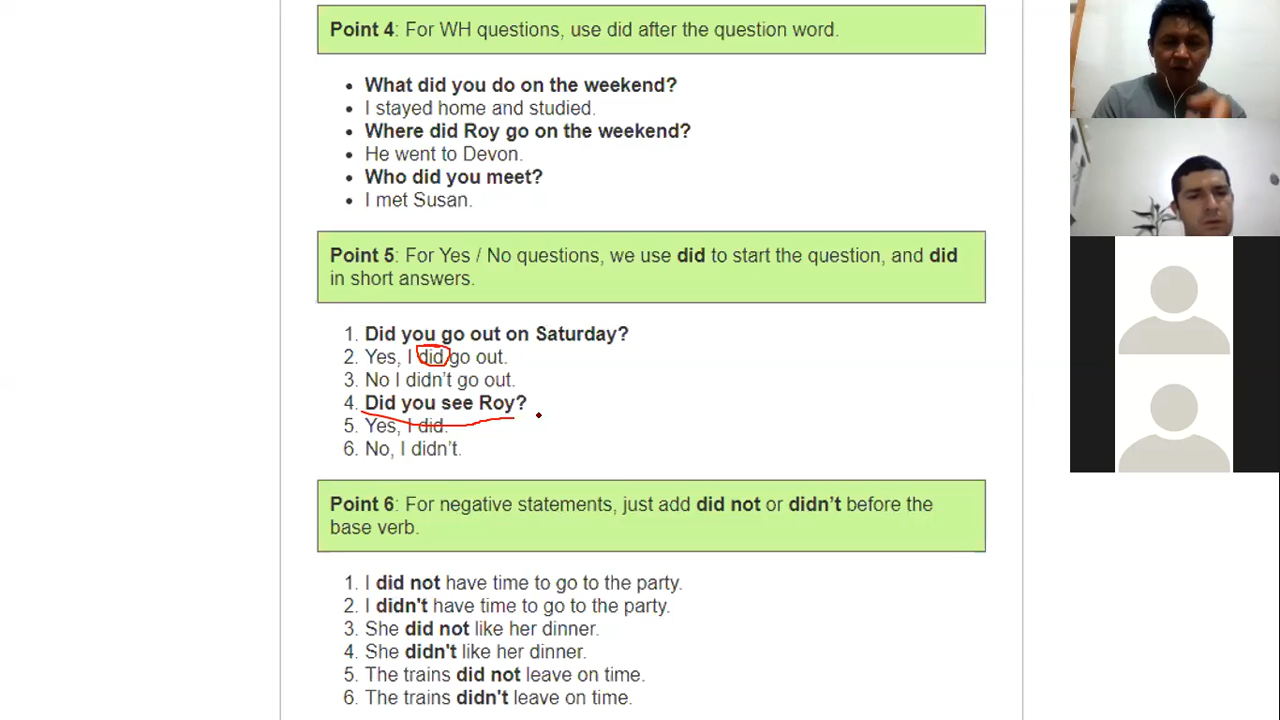 Point 4: For WH questions, use did after the question word.
• What did you do on the weekend?
• I stayed home and studied.
• Where did Roy go on the weekend?
• He went to Devon.
• Who did you meet?
• I met Susan.
Point 5: For Yes / No questions, we use did to start the question, and did
in short answers.
1. Did you go out on Saturday?
2. Yes, I did go out.
3. No I didn't go out.
4. Did you see Roy?
5. Yes, I did.
6. No, I didn't.
Point 6: For negative statements, just add did not or didn't before the
base verb.
1. I did not have time to go to the party.
2. I didn't have time to go to the party.
3. She did not like her dinner.
4. She didn't like her dinner.
5. The trains did not leave on time.
6. The trains didn't leave on time.